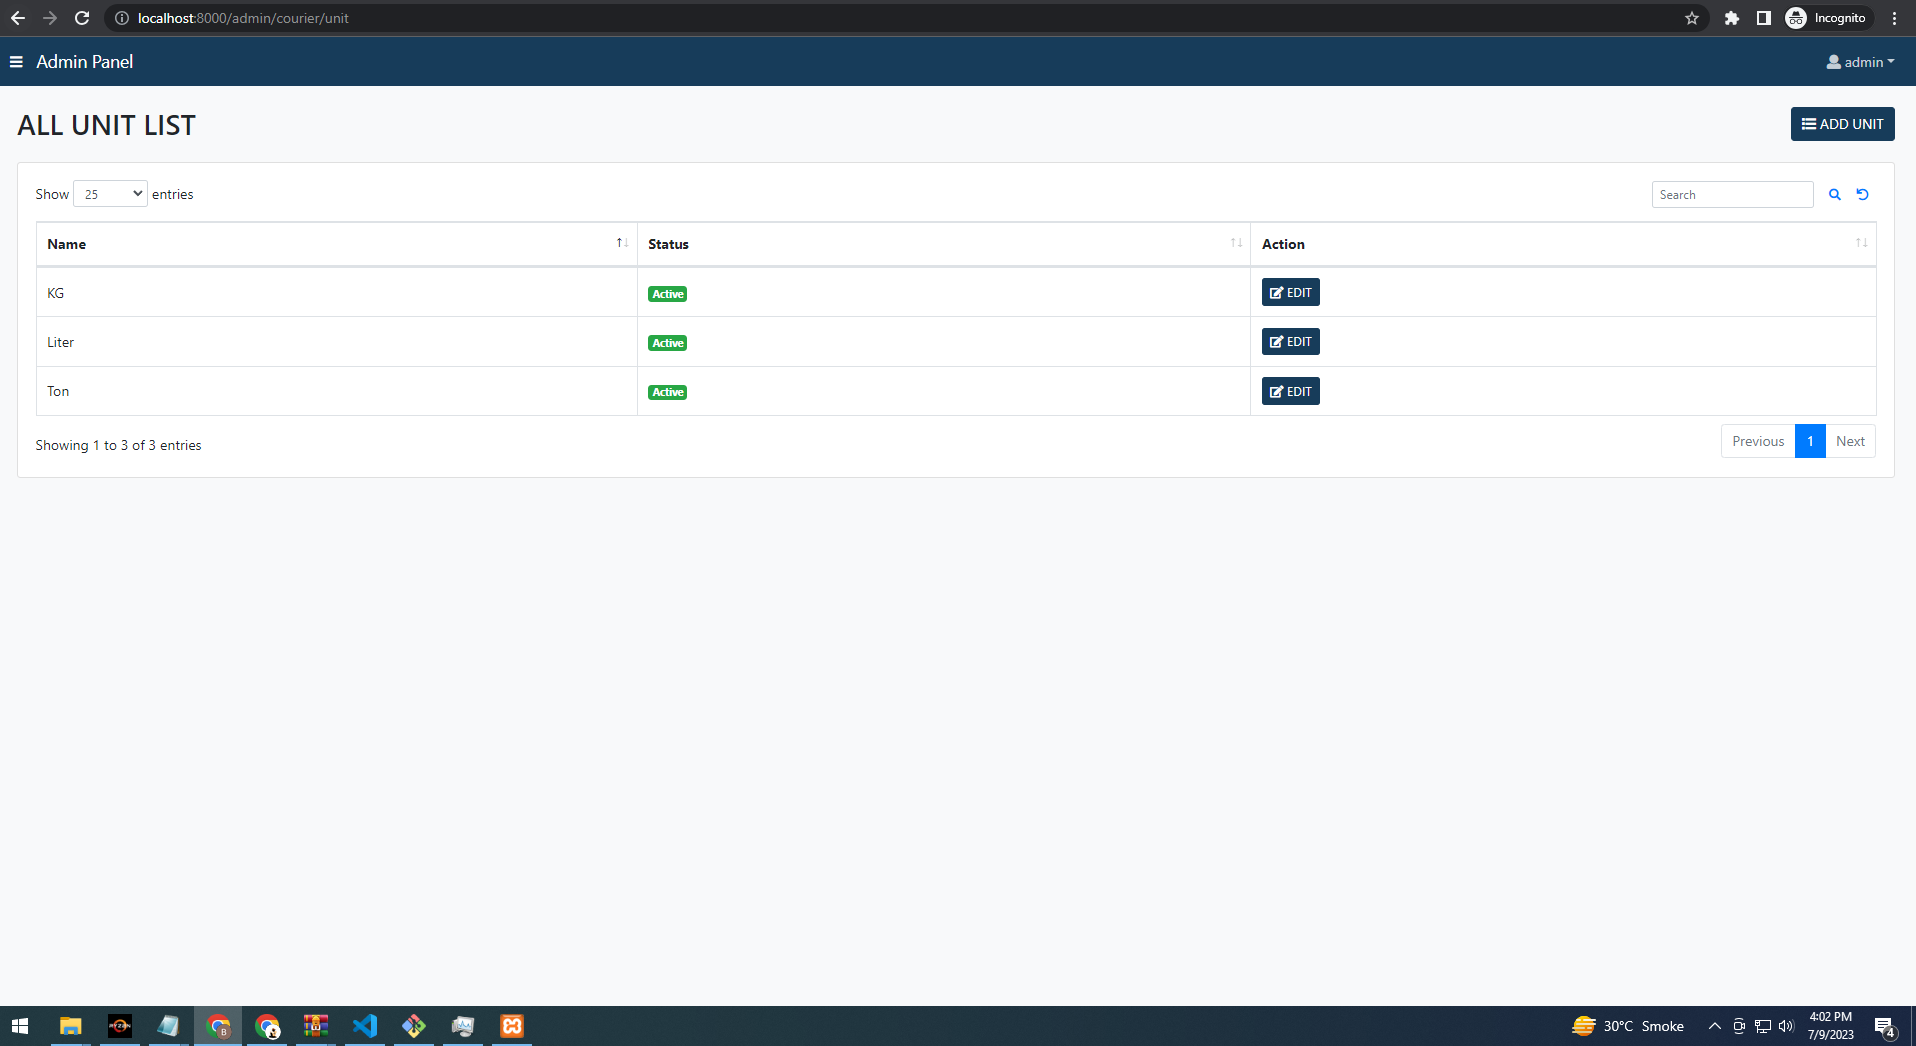 localhost:8000/admin/courier/unit
Incognito
Admin Panel
admin
ALL UNIT LIST
ADD UNIT
Show 25 entries
Search
Name Status Action
KG Active EDIT
Liter Active EDIT
Ton Active EDIT
Showing 1 to 3 of 3 entries
Previous 1 Next
RYZEN
B
30°C Smoke
4:02 PM
7/9/2023
4